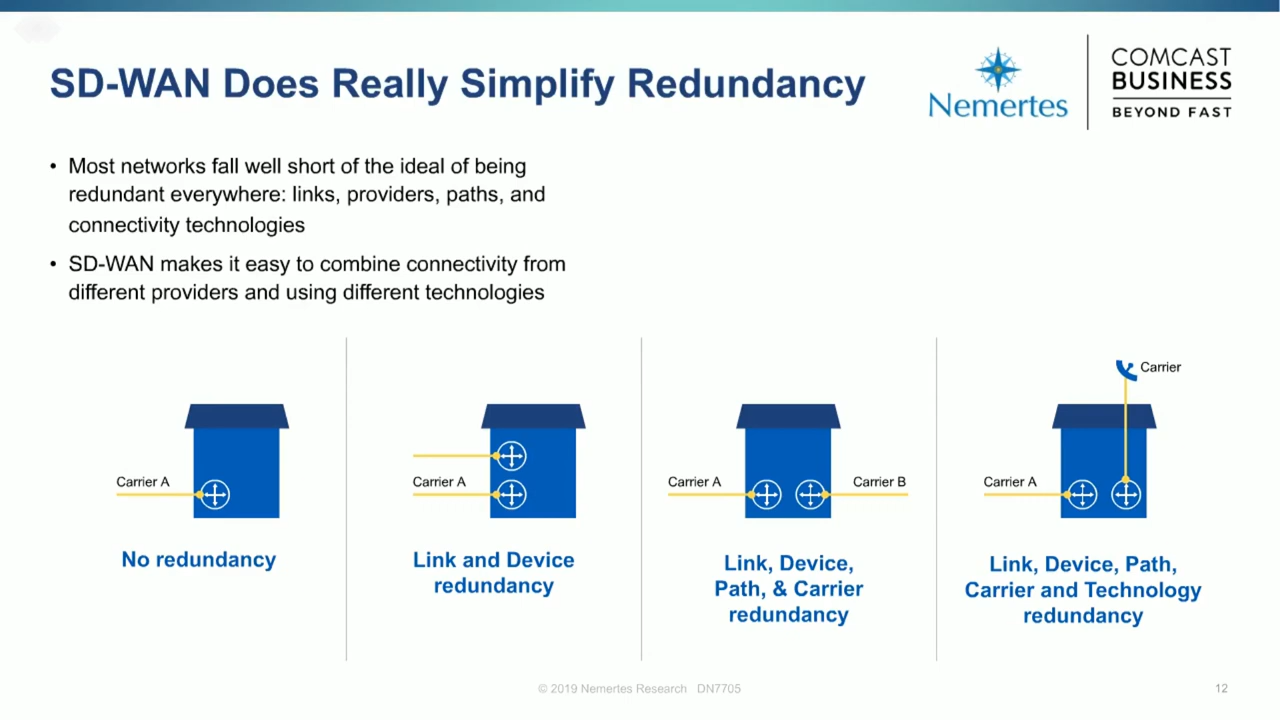 SD-WAN Does Really Simplify Redundancy
Nemertes
COMCAST
BUSINESS
BEYOND FAST
• Most networks fall well short of the ideal of being
redundant everywhere: links, providers, paths, and
connectivity technologies
• SD-WAN makes it easy to combine connectivity from
different providers and using different technologies
Carrier A
No redundancy
Carrier A
Link and Device
redundancy
Carrier A
Carrier B
Link, Device,
Path, & Carrier
redundancy
Carrier
Carrier A
Link, Device, Path,
Carrier and Technology
redundancy
© 2019 Nemertes Research DN7705
12